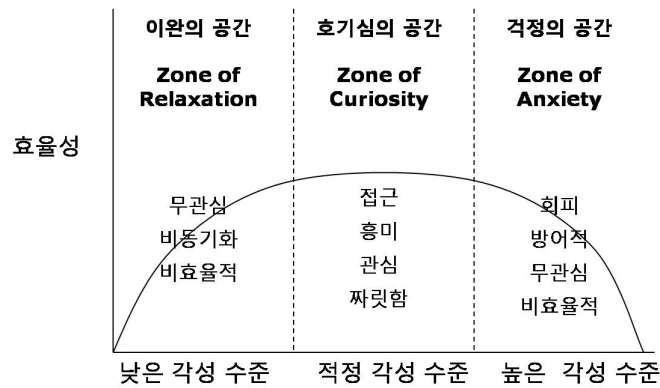 이완의 공간
호기심의 공간
걱정의 공간
Zone of
Relaxation
Zone of
Curiosity
Zone of
Anxiety
효율성
무관심
비동기화
비효율적
접근
흥미
관심
짜릿함
회피
방어적
무관심
비효율적
낮은 각성 수준
적정 각성 수준
높은 각성 수준